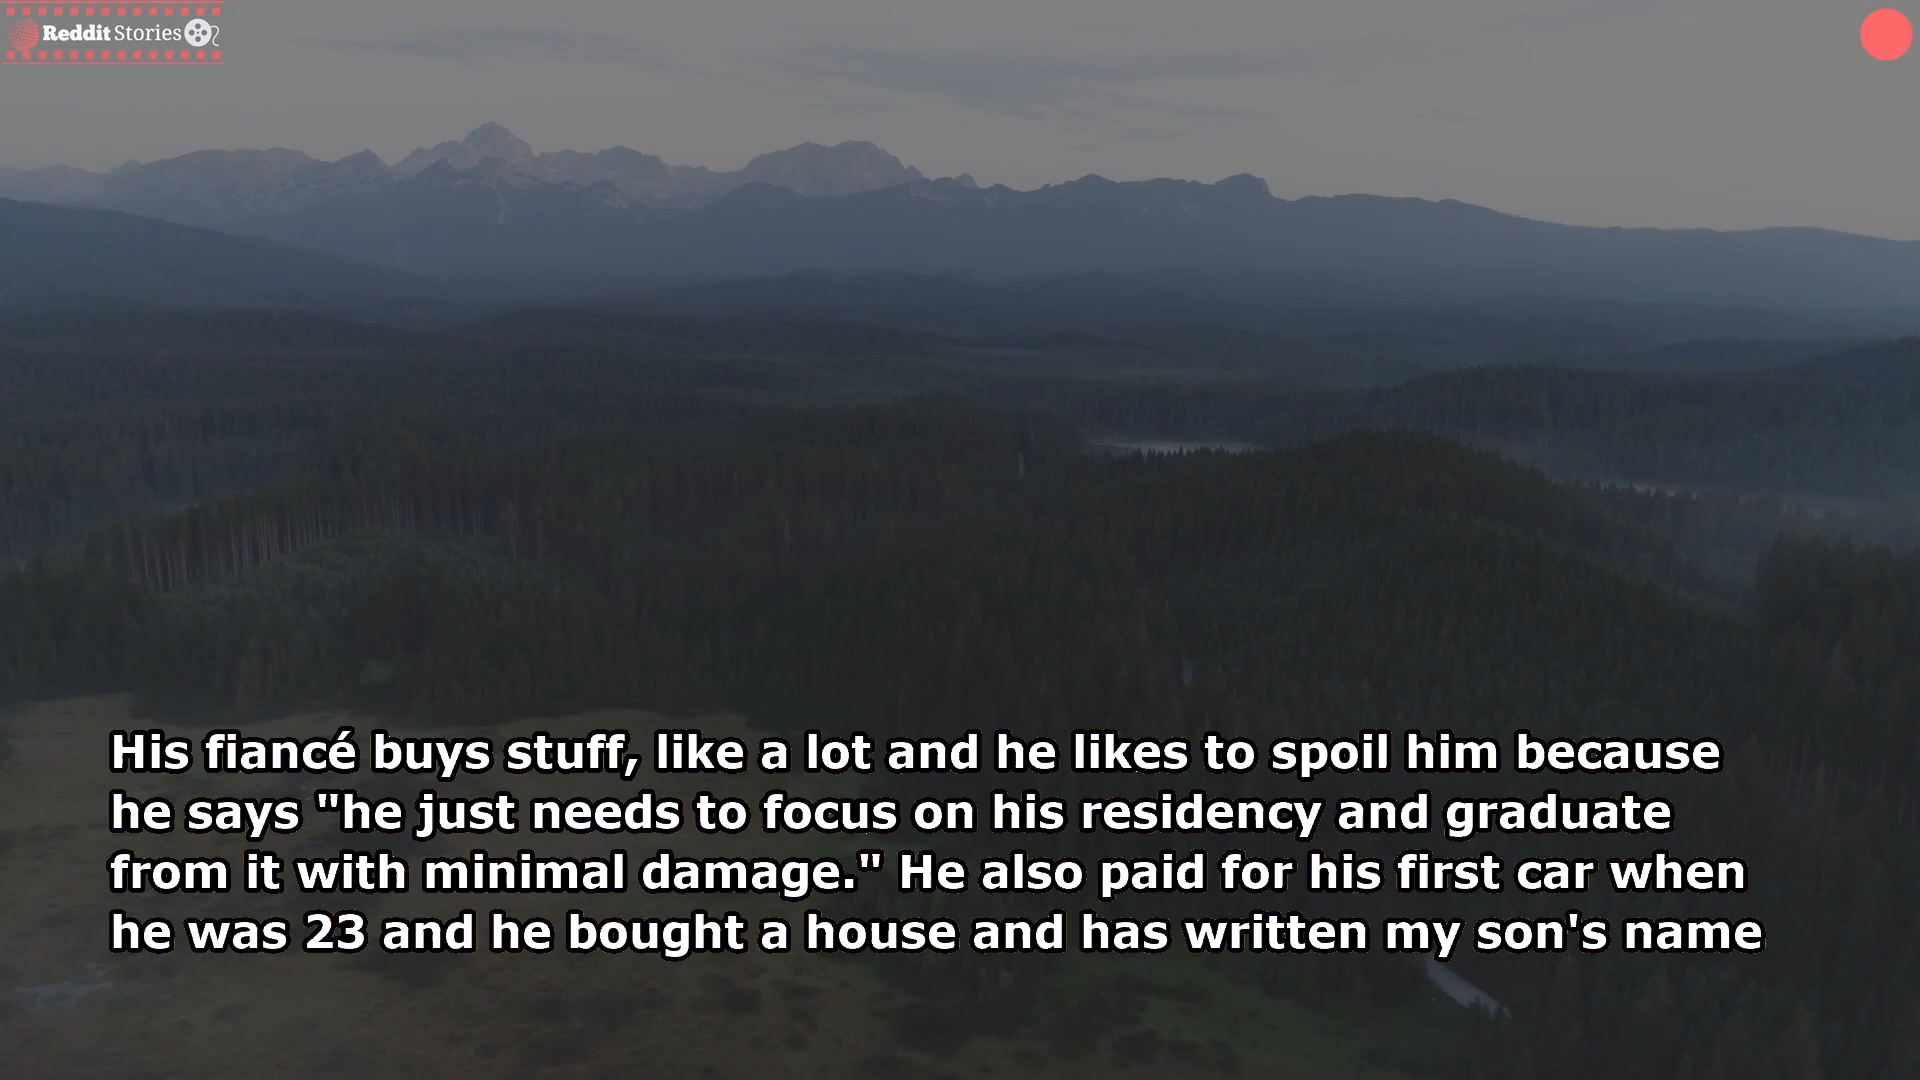 Reddit Stories
His fiancé buys stuff, like a lot and he likes to spoil him because
he says "he just needs to focus on his residency and graduate
from it with minimal damage." He also paid for his first car when
he was 23 and he bought a house and has written my son's name